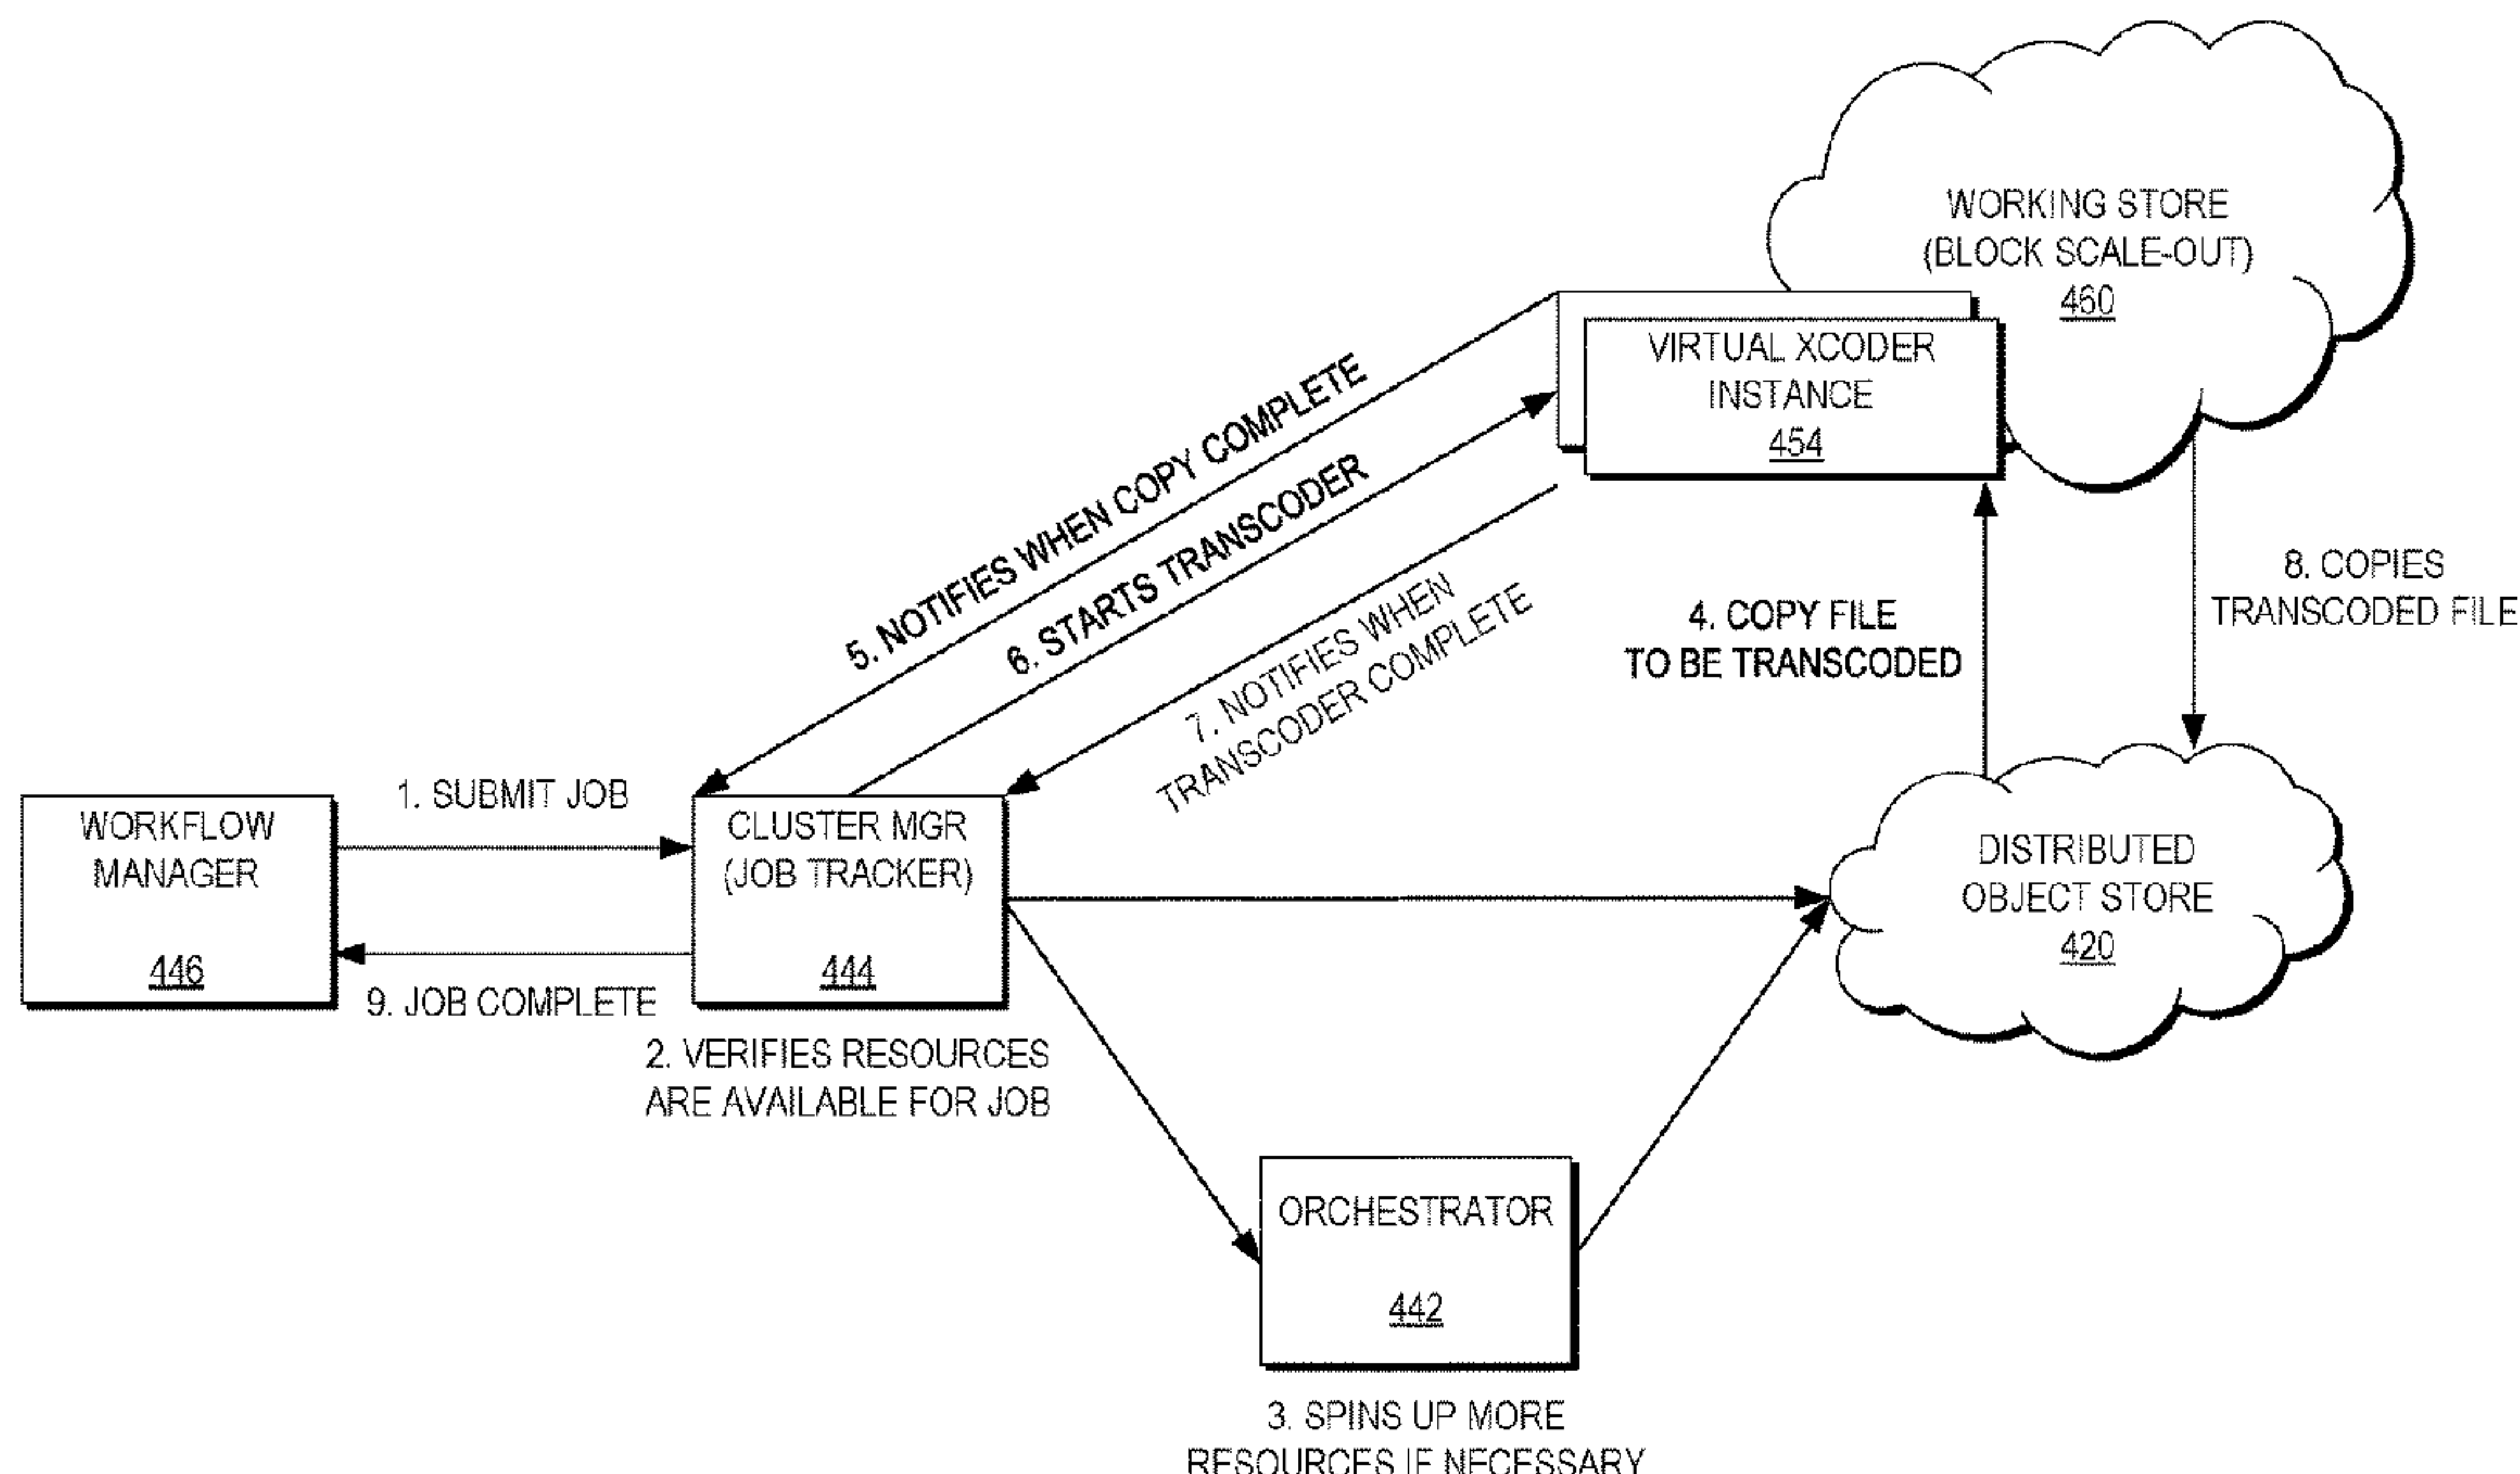 WORKING STORE
(BLOCK SCALE-OUT)
460
VIRTUAL XCODER
INSTANCE
454
5. NOTIFIES WHEN COPY COMPLETE
6. STARTS TRANSCODER
7. NOTIFIES WHEN
TRANSCODER COMPLETE
4. COPY FILE
TO BE TRANSCODED
8. COPIES
TRANSCODED FILE
WORKFLOW
MANAGER
446
1. SUBMIT JOB
9. JOB COMPLETE
CLUSTER MGR
(JOB TRACKER)
444
2. VERIFIES RESOURCES
ARE AVAILABLE FOR JOB
DISTRIBUTED
OBJECT STORE
420
ORCHESTRATOR
442
3. SPINS UP MORE
RESOURCES IF NECESSARY